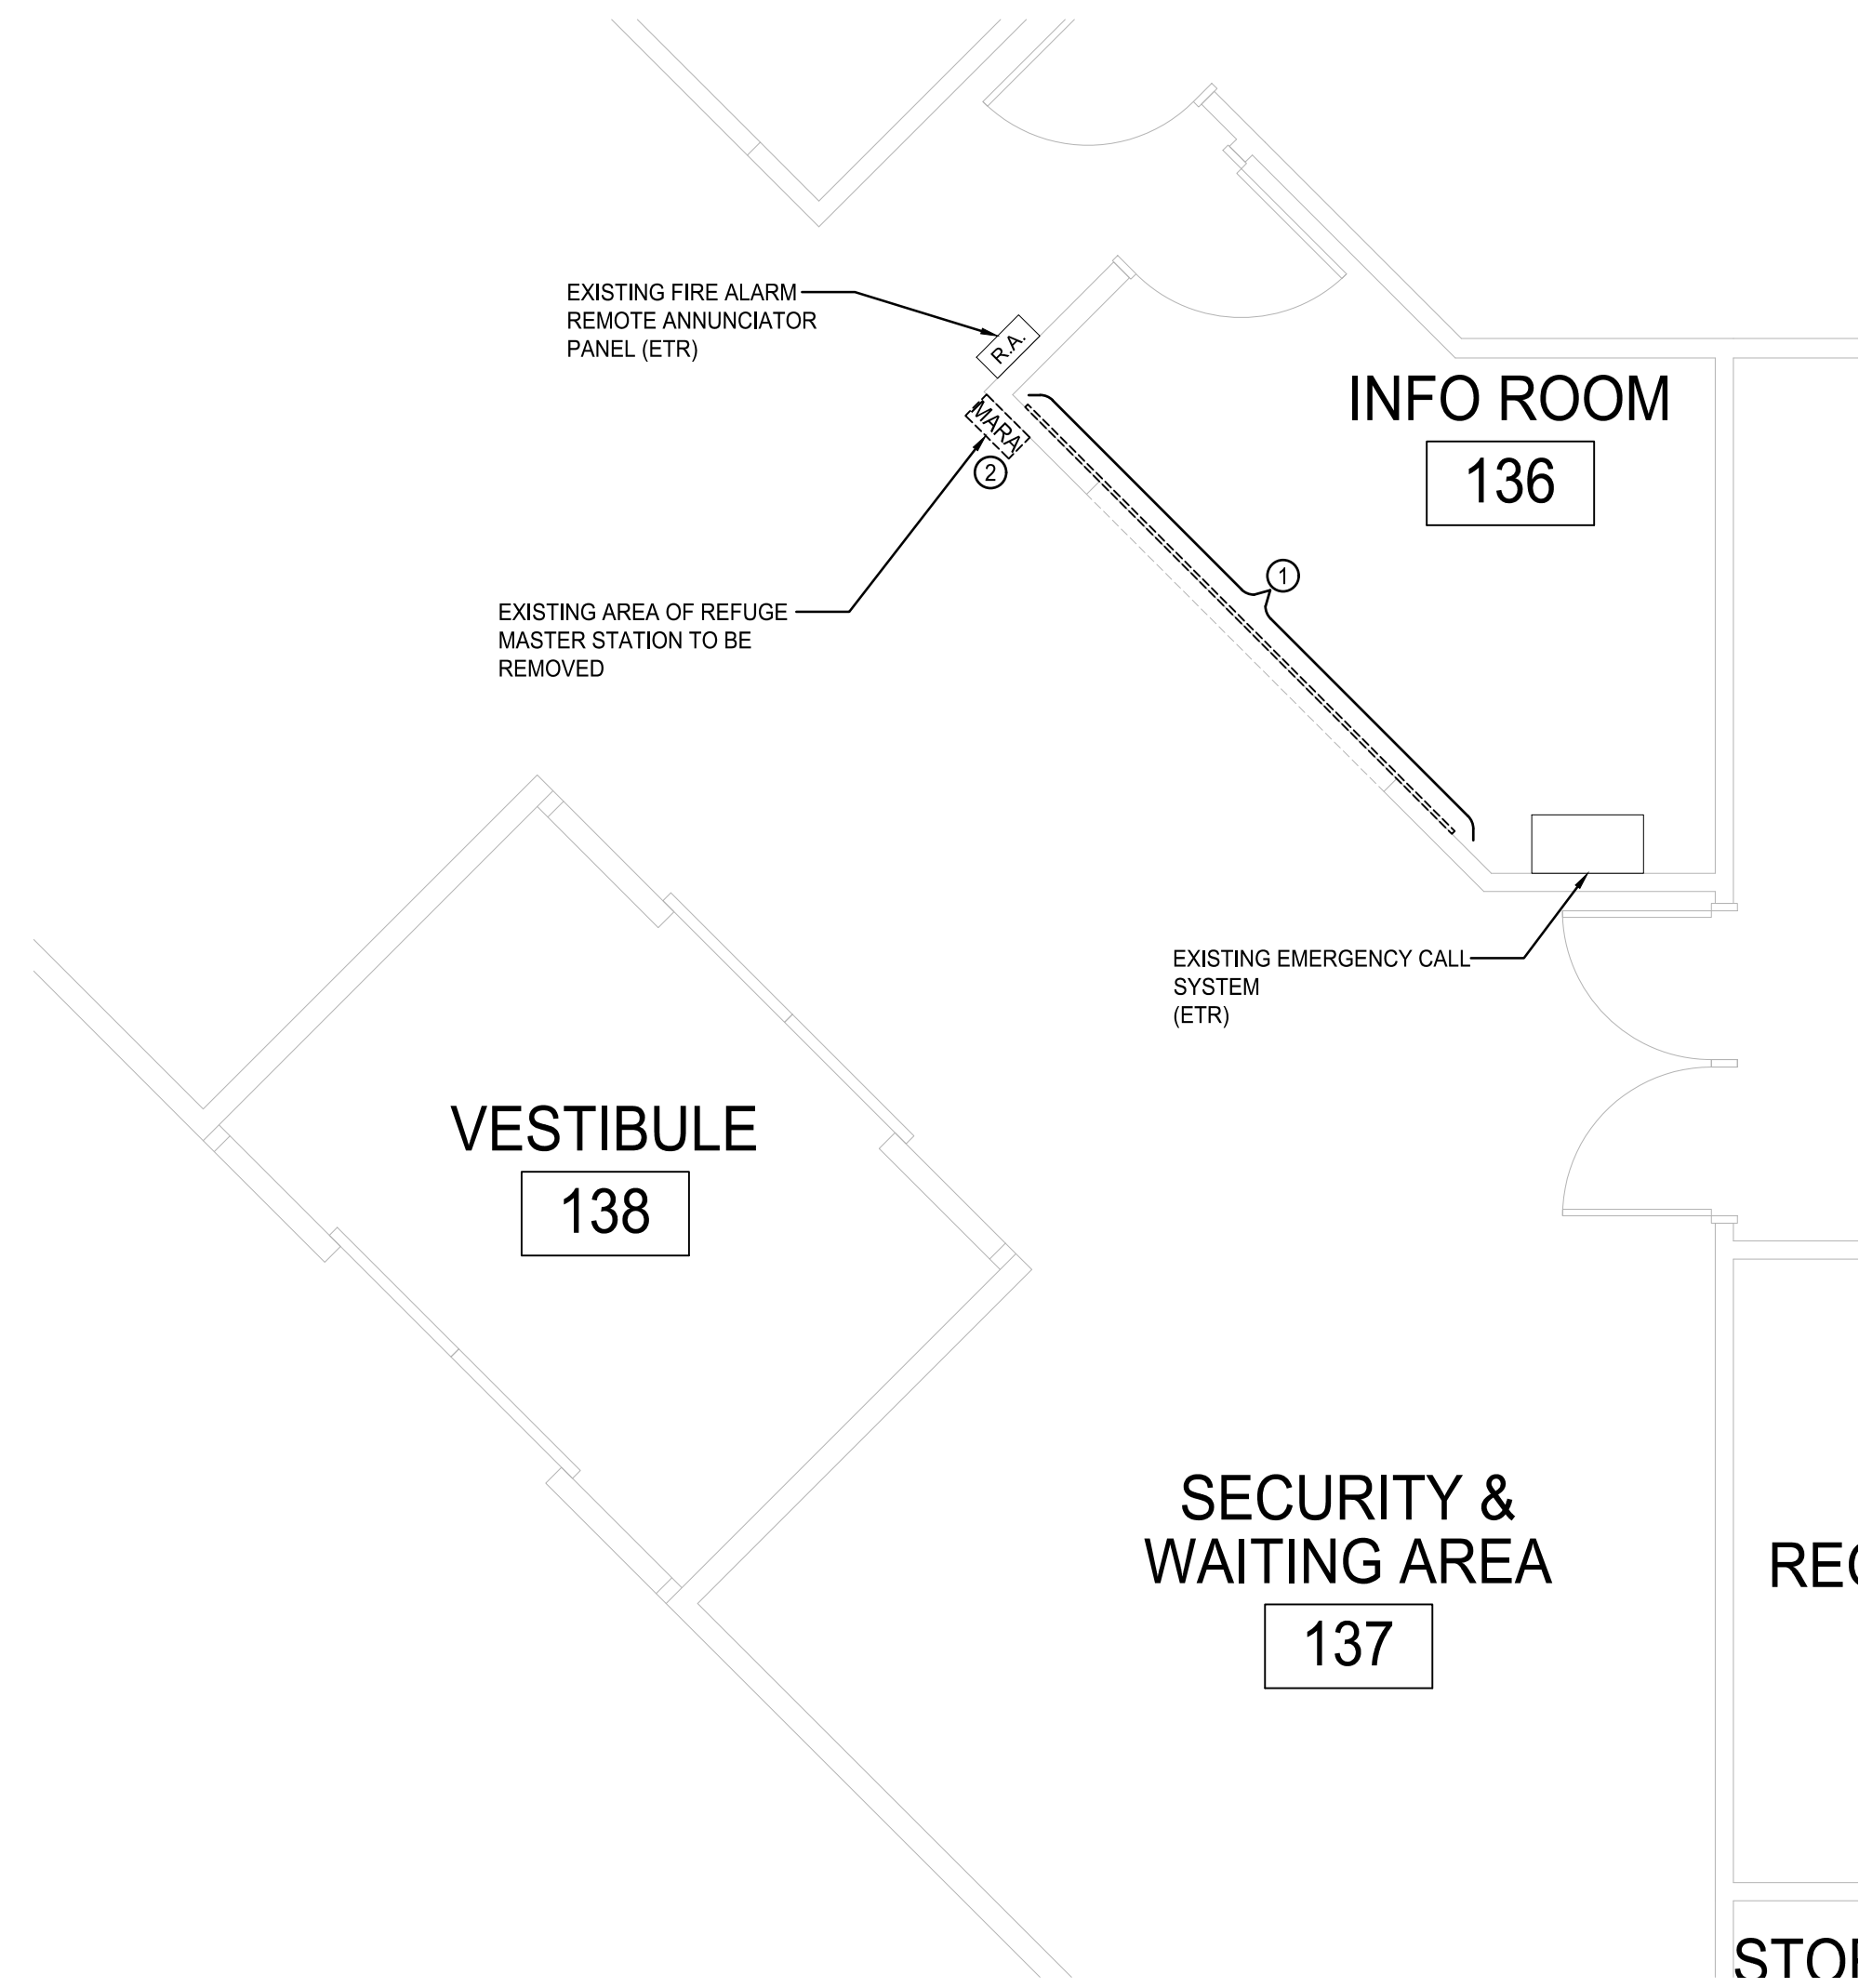 EXISTING FIRE ALARM
REMOTE ANNUNCIATOR
PANEL (ETR)
R.A.
MARA
2
INFO ROOM
136
1
EXISTING AREA OF REFUGE
MASTER STATION TO BE
REMOVED
EXISTING EMERGENCY CALL
SYSTEM
(ETR)
VESTIBULE
138
SECURITY &
WAITING AREA
137